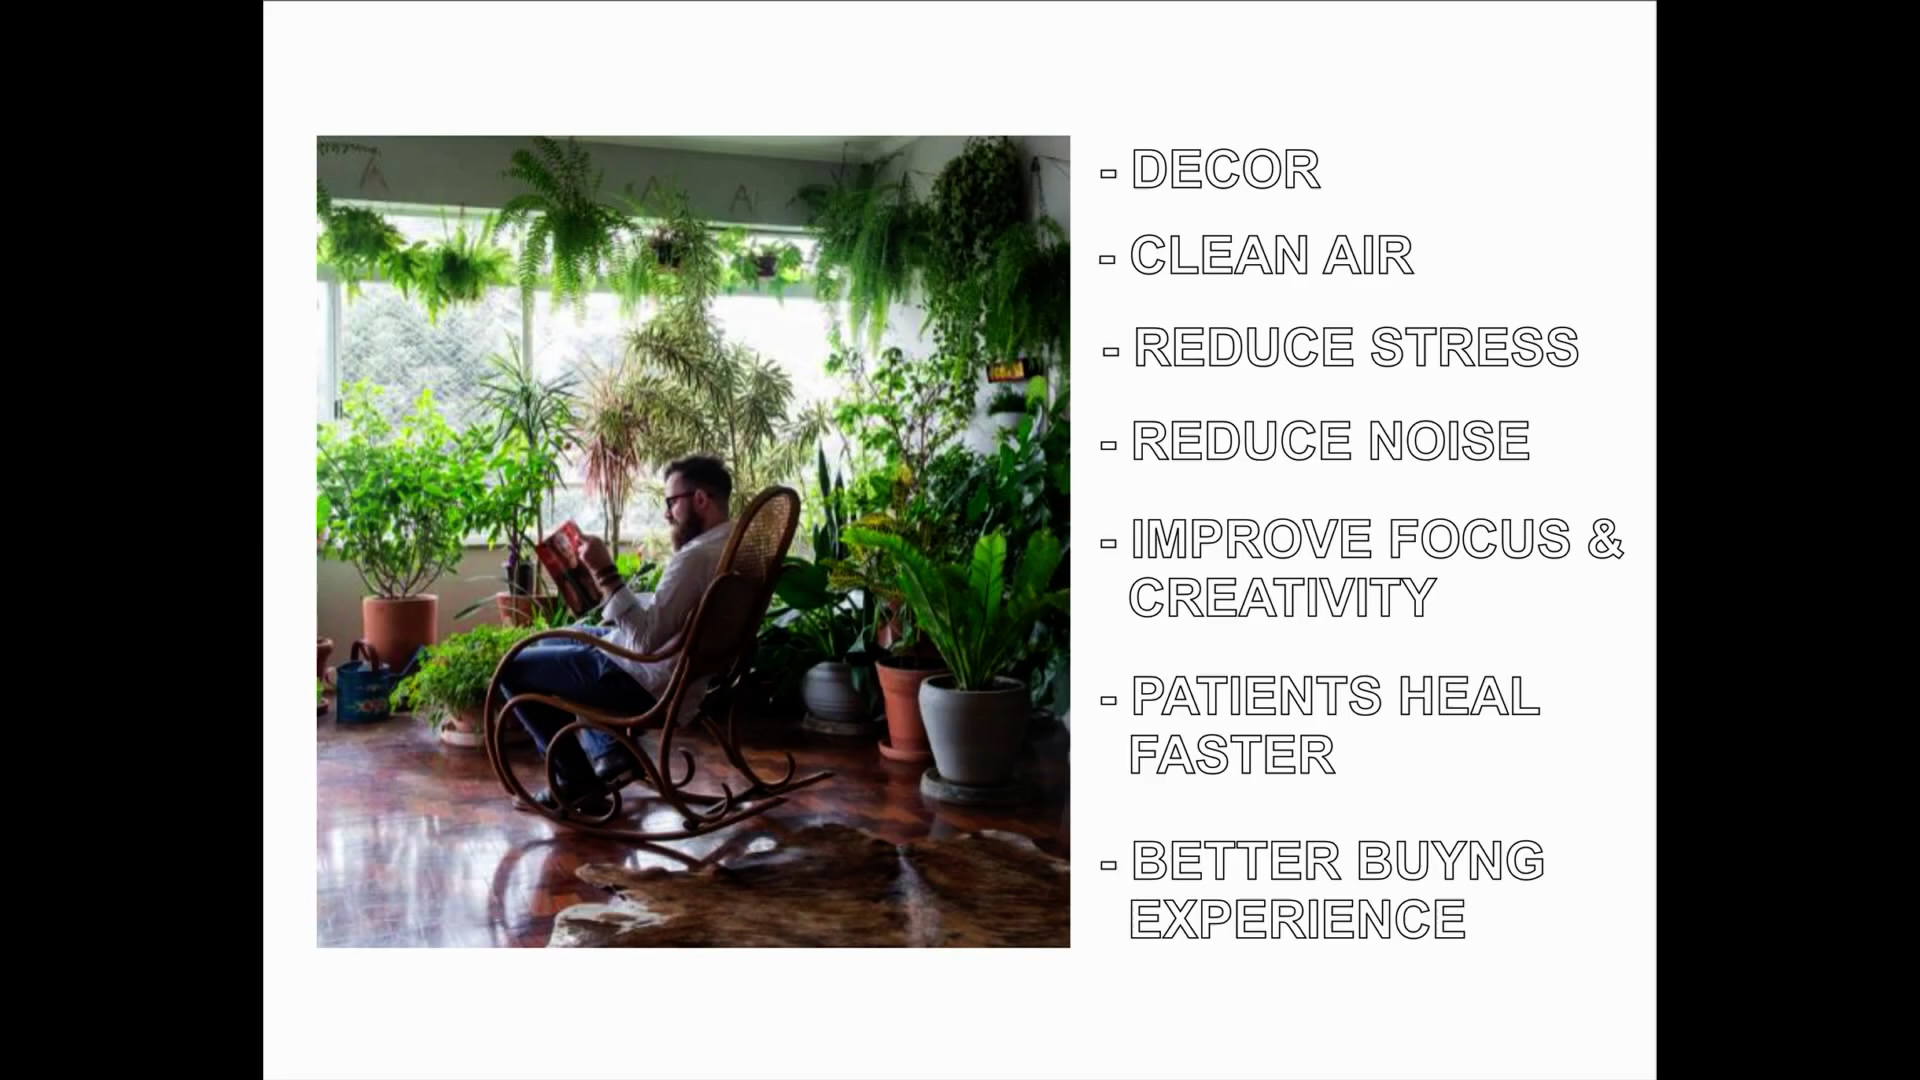 - DECOR
- CLEAN AIR
- REDUCE STRESS
- REDUCE NOISE
- IMPROVE FOCUS &
CREATIVITY
- PATIENTS HEAL
FASTER
- BETTER BUYNG
EXPERIENCE